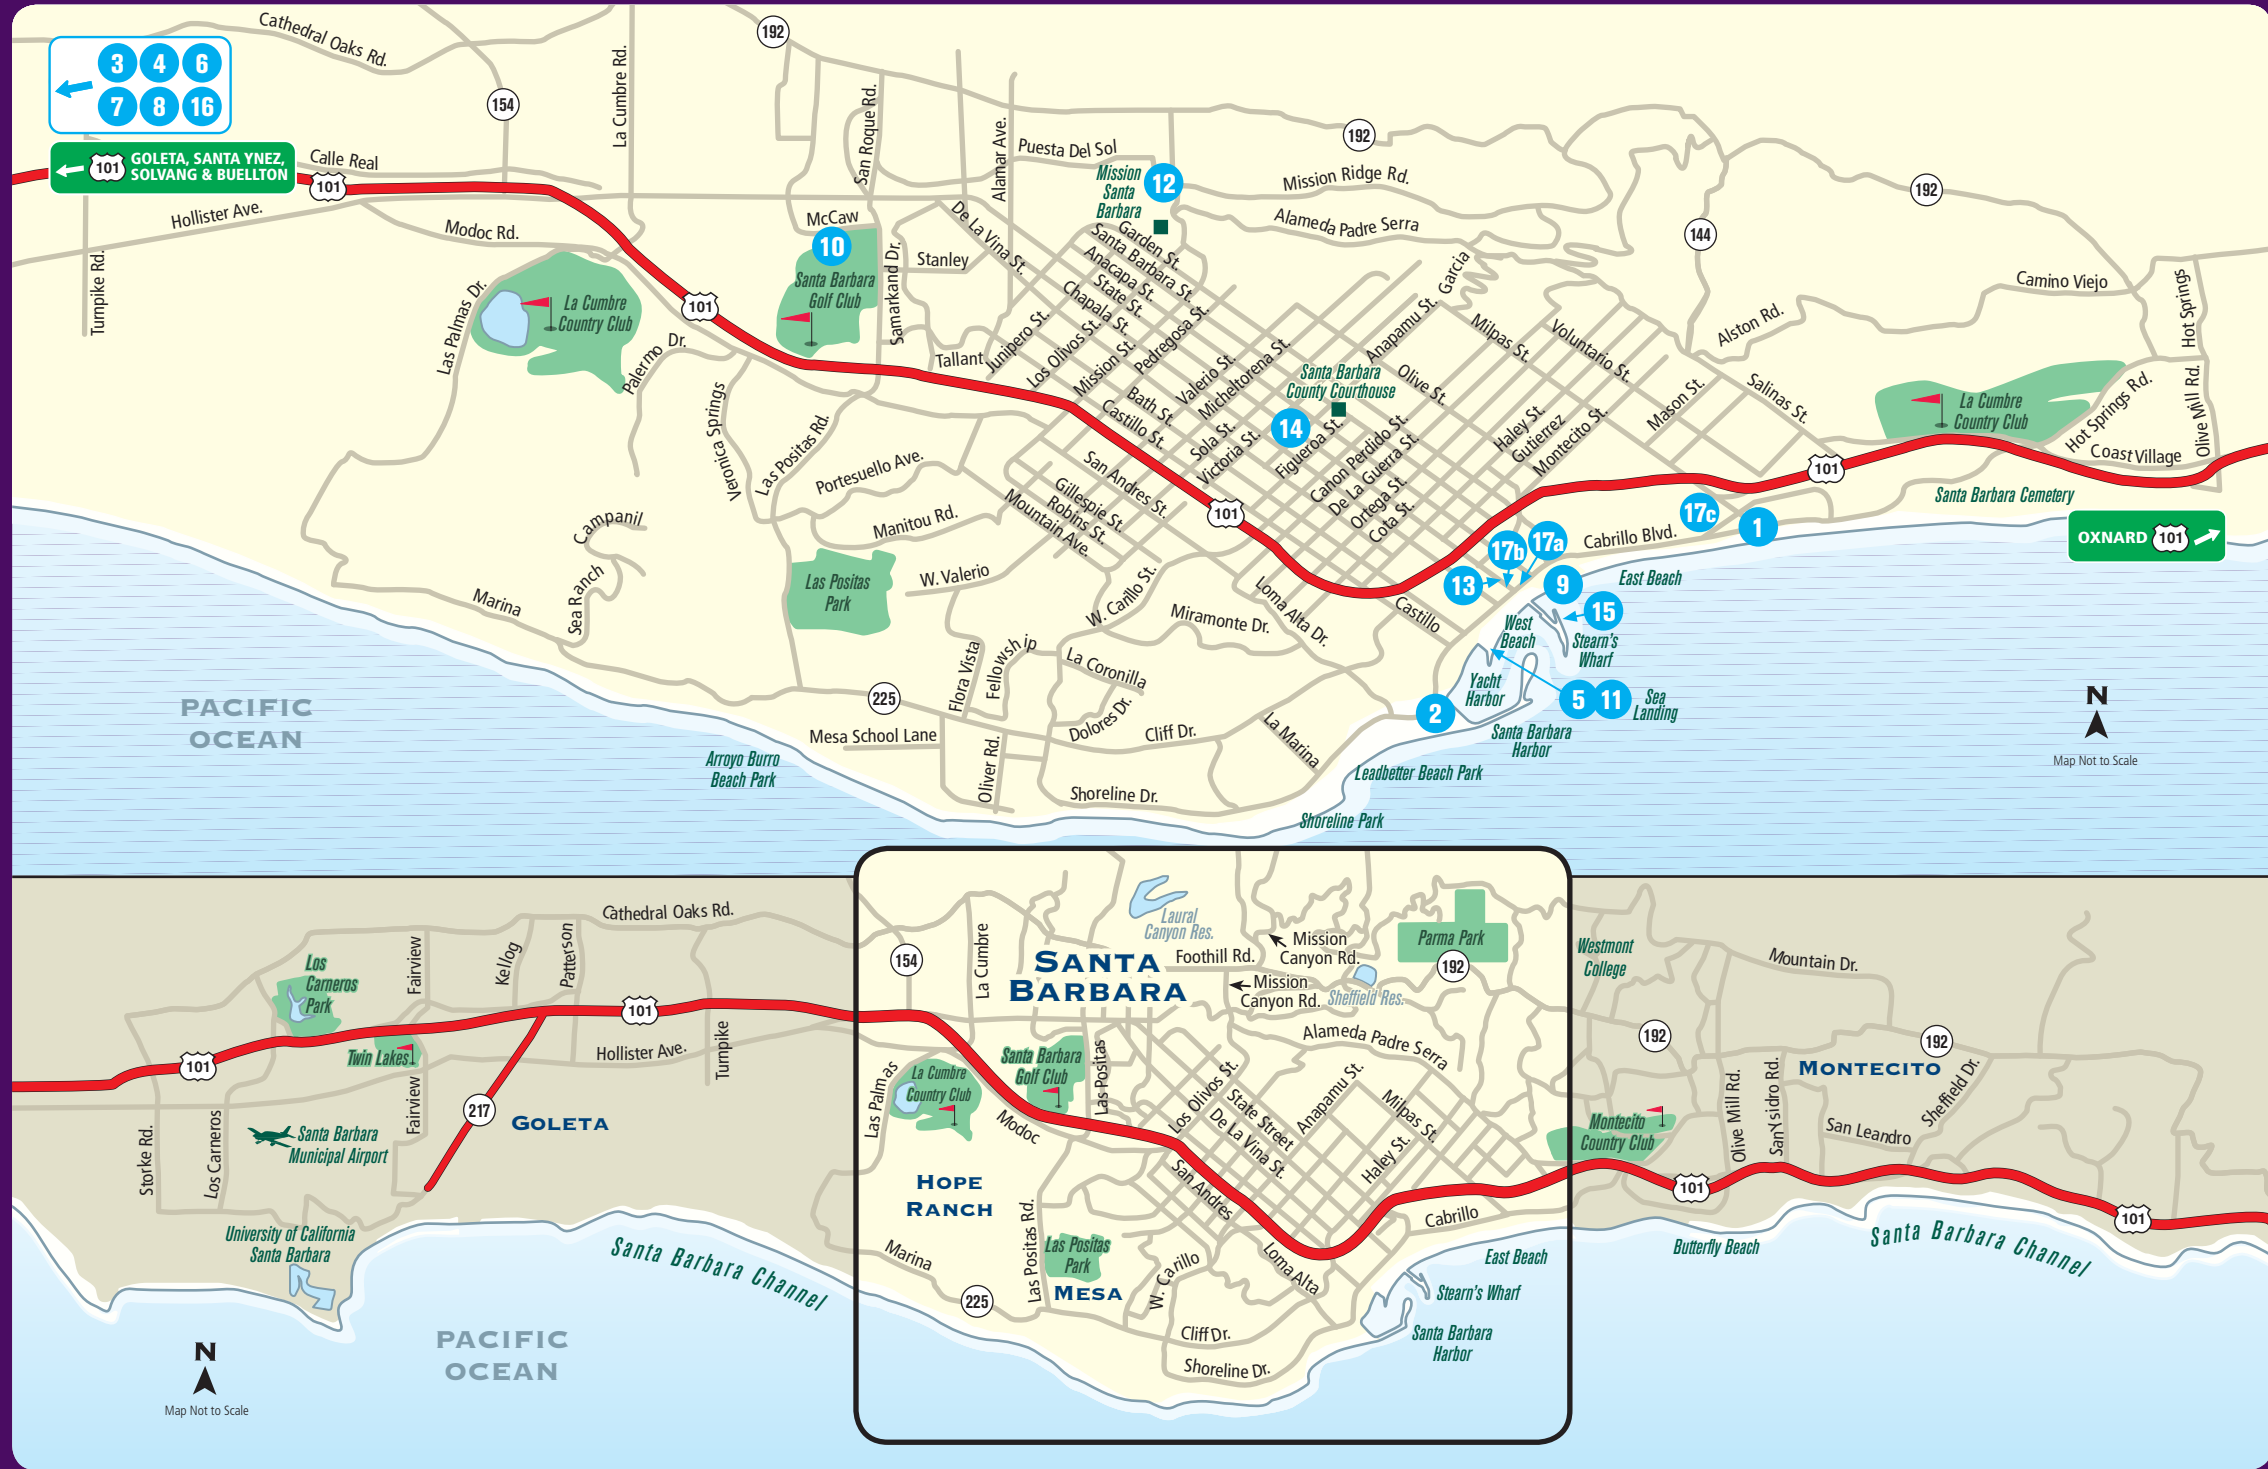 Cathedral Oaks Rd.
3 4 6
7 8 16
101 GOLETA, SANTA YNEZ,
SOLVANG & BUELLTON
Calle Real
101
154
La Cumbre Rd.
192
San Roque Rd.
Alamar Ave.
Puesta Del Sol
Mission
Santa
Barbara
12
192
Mission Ridge Rd.
Alameda Padre Serra
144
192
Camino Viejo
Hot Springs
Hollister Ave.
Turnpike Rd.
Modoc Rd.
Las Palmas Dr.
La Cumbre
Country Club
Palermo Dr.
101
McCaw
10
Santa Barbara
Golf Club
Samarkand Dr.
Stanley
De La Vina St.
Tallant
Garden St.
Santa Barbara St.
Anacapa St.
State St.
Chapala St.
Junipero St.
Los Olivos St.
Mission St.
Pedregosa St.
Bath St.
Castillo St.
Valerio St.
Micheltorena St.
Sola St.
Victoria St.
Santa Barbara
County Courthouse
14
Figueroa St.
Anapamu St.
Garcia
Olive St.
Canon Perdido St.
De La Guerra St.
Ortega St.
Cota St.
Milpas St.
Voluntario St.
Haley St.
Gutierrez
Montecito St.
Mason St.
Salinas St.
Alston Rd.
La Cumbre
Country Club
Hot Springs Rd.
Olive Mill Rd.
Coast Village
101
Santa Barbara Cemetery
OXNARD 101
Veronica Springs
Las Positas Rd.
Portesuello Ave.
Manitou Rd.
San Andres St.
Gillespie St.
Robins St.
Mountain Ave.
101
Campanil
Sea Ranch
Marina
Las Positas
Park
W. Valerio
W. Carillo St.
Miramonte Dr.
Loma Alta Dr.
Castillo
17c
1
17b
17a
Cabrillo Blvd.
13
9
East Beach
15
West
Beach
Stearn's
Wharf
Yacht
Harbor
5 11
Sea
Landing
2
Santa Barbara
Harbor
PACIFIC
OCEAN
225
Flora Vista
Fellowsh ip
La Coronilla
Dolores Dr.
Mesa School Lane
Oliver Rd.
Cliff Dr.
La Marina
Shoreline Dr.
Arroyo Burro
Beach Park
Leadbetter Beach Park
Shoreline Park
N
Map Not to Scale
Cathedral Oaks Rd.
Los
Carneros
Park
Fairview
Kellog
Patterson
101
Twin Lakes
101
Hollister Ave.
Turnpike
217
GOLETA
Fairview
Storke Rd.
Los Carneros
Santa Barbara
Municipal Airport
University of California
Santa Barbara
Santa Barbara Channel
PACIFIC
OCEAN
N
Map Not to Scale
154
La Cumbre
Laural
Canyon Res.
SANTA
BARBARA
Foothill Rd.
Mission
Canyon Rd.
Mission
Canyon Rd.
Sheffield Res.
Parma Park
192
Alameda Padre Serra
Las Palmas
La Cumbre
Country Club
Santa Barbara
Golf Club
Las Positas
Modoc
Los Olivos St.
State Street
De La Vina St.
Anapamu St.
Milpas St.
Haley St.
San Andres
HOPE
RANCH
Las Positas Rd.
Las Positas
Park
MESA
Marina
225
W. Carillo
Loma Alta
Cabrillo
East Beach
Stearn's Wharf
Santa Barbara
Harbor
Cliff Dr.
Shoreline Dr.
Westmont
College
Mountain Dr.
192
192
MONTECITO
Montecito
Country Club
Olive Mill Rd.
San Ysidro Rd.
San Leandro
Sheffield Dr.
101
101
Butterfly Beach
Santa Barbara Channel